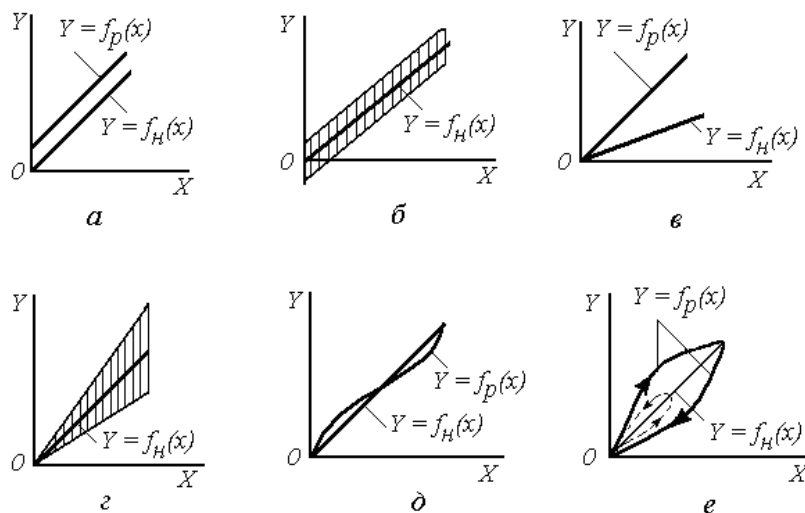 Y Y = f_p(x)
Y = f_н(x)
O X
а
Y
Y = f_н(x)
O X
б
Y Y = f_p(x)
Y = f_н(x)
O X
в
Y
Y = f_н(x)
O X
г
Y
Y = f_p(x)
Y = f_н(x)
O X
д
Y Y = f_p(x)
Y = f_н(x)
O X
е